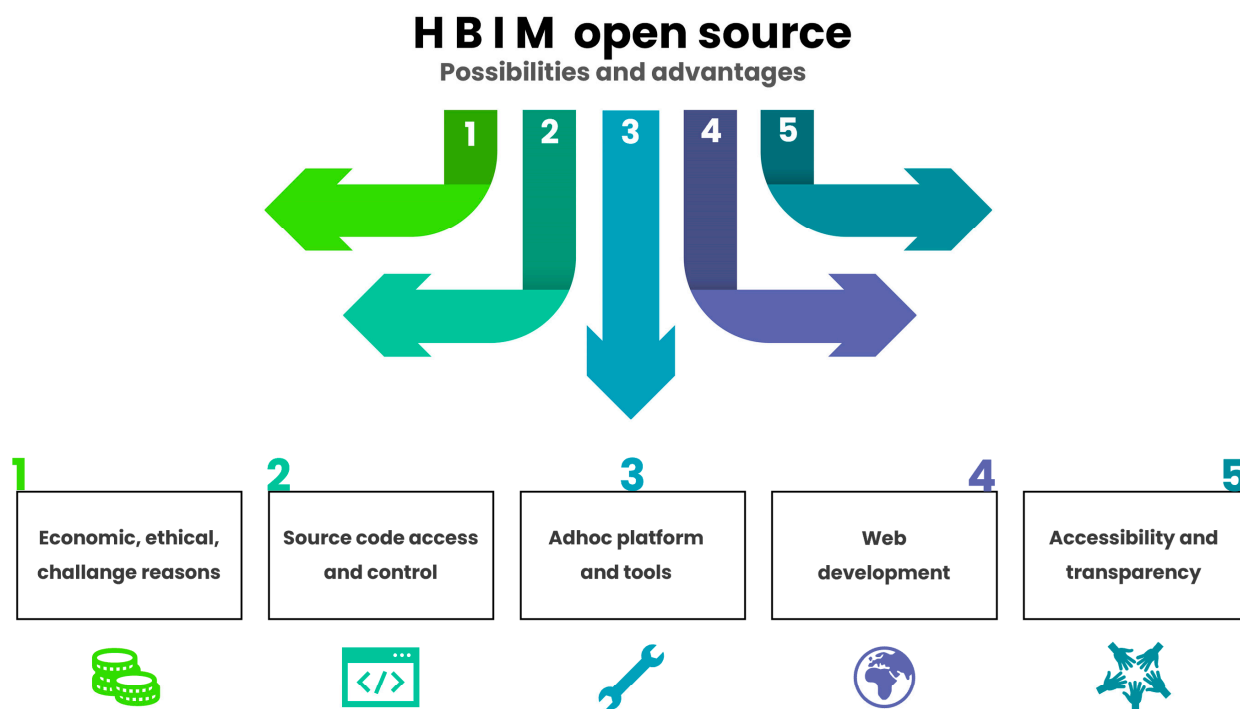 H B I M open source
Possibilities and advantages
1 2 3 4 5
1 2 3 4 5
Economic, ethical,
challange reasons
Source code access
and control
Adhoc platform
and tools
Web
development
Accessibility and
transparency
</>